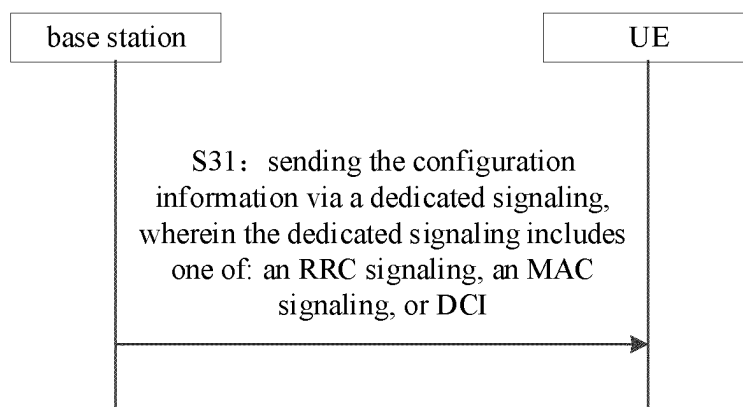 base station
UE
S31：sending the configuration
information via a dedicated signaling,
wherein the dedicated signaling includes
one of: an RRC signaling, an MAC
signaling, or DCI